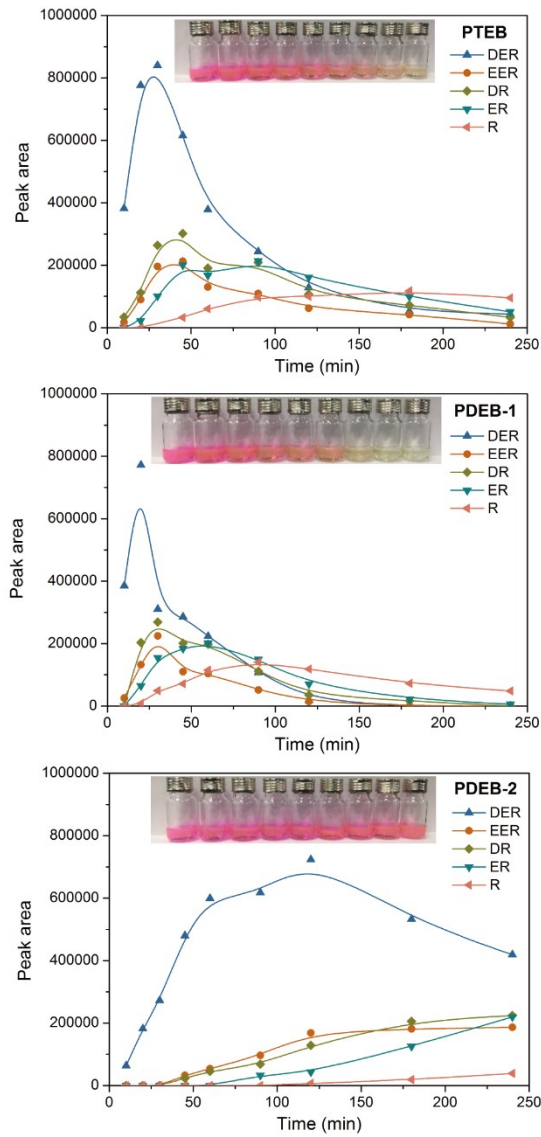 PTEB
DER
EER
DR
ER
R
1000000
800000
600000
400000
200000
0
Peak area
0
50
100
150
200
250
Time (min)
PDEB-1
DER
EER
DR
ER
R
1000000
800000
600000
400000
200000
0
Peak area
0
50
100
150
200
250
Time (min)
PDEB-2
DER
EER
DR
ER
R
1000000
800000
600000
400000
200000
0
Peak area
0
50
100
150
200
250
Time (min)